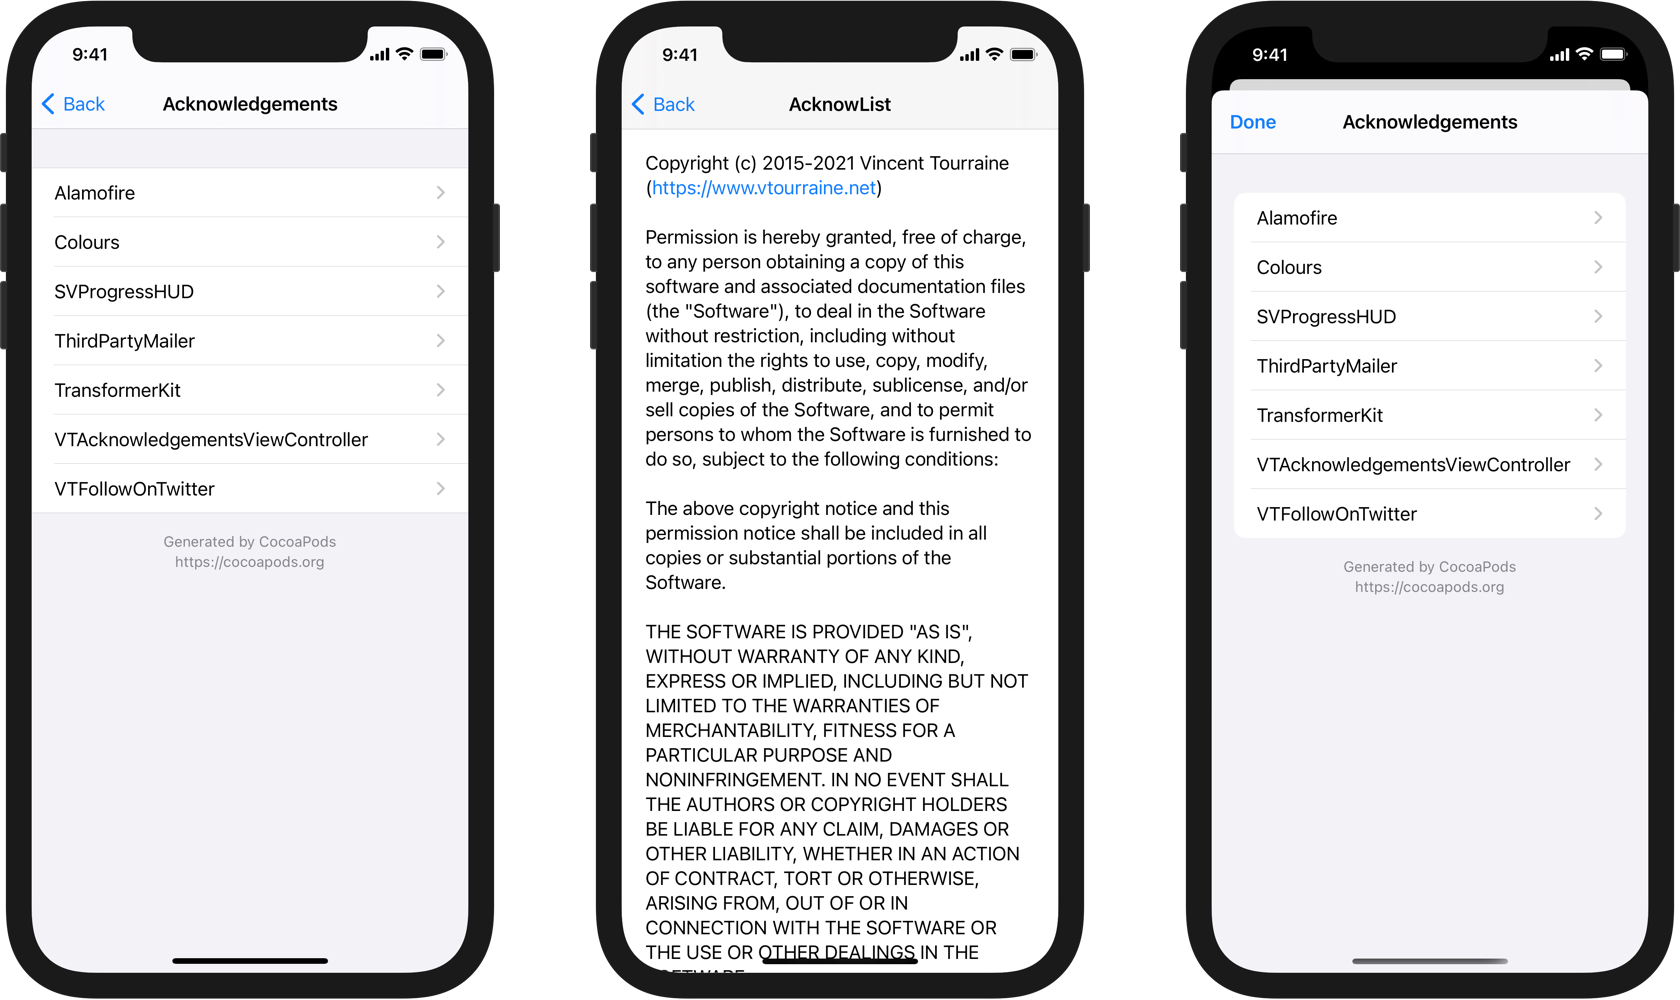 9:41
Back
Acknowledgements
Alamofire
Colours
SVProgressHUD
ThirdPartyMailer
TransformerKit
VTAcknowledgementsViewController
VTFollowOnTwitter
Generated by CocoaPods
https://cocoapods.org
9:41
Back
AcknowList
Copyright (c) 2015-2021 Vincent Tourraine
(https://www.vtourraine.net)
Permission is hereby granted, free of charge,
to any person obtaining a copy of this
software and associated documentation files
(the "Software"), to deal in the Software
without restriction, including without
limitation the rights to use, copy, modify,
merge, publish, distribute, sublicense, and/or
sell copies of the Software, and to permit
persons to whom the Software is furnished to
do so, subject to the following conditions:
The above copyright notice and this
permission notice shall be included in all
copies or substantial portions of the
Software.
THE SOFTWARE IS PROVIDED "AS IS",
WITHOUT WARRANTY OF ANY KIND,
EXPRESS OR IMPLIED, INCLUDING BUT NOT
LIMITED TO THE WARRANTIES OF
MERCHANTABILITY, FITNESS FOR A
PARTICULAR PURPOSE AND
NONINFRINGEMENT. IN NO EVENT SHALL
THE AUTHORS OR COPYRIGHT HOLDERS
BE LIABLE FOR ANY CLAIM, DAMAGES OR
OTHER LIABILITY, WHETHER IN AN ACTION
OF CONTRACT, TORT OR OTHERWISE,
ARISING FROM, OUT OF OR IN
CONNECTION WITH THE SOFTWARE OR
THE USE OR OTHER DEALINGS IN THE
9:41
Done
Acknowledgements
Alamofire
Colours
SVProgressHUD
ThirdPartyMailer
TransformerKit
VTAcknowledgementsViewController
VTFollowOnTwitter
Generated by CocoaPods
https://cocoapods.org